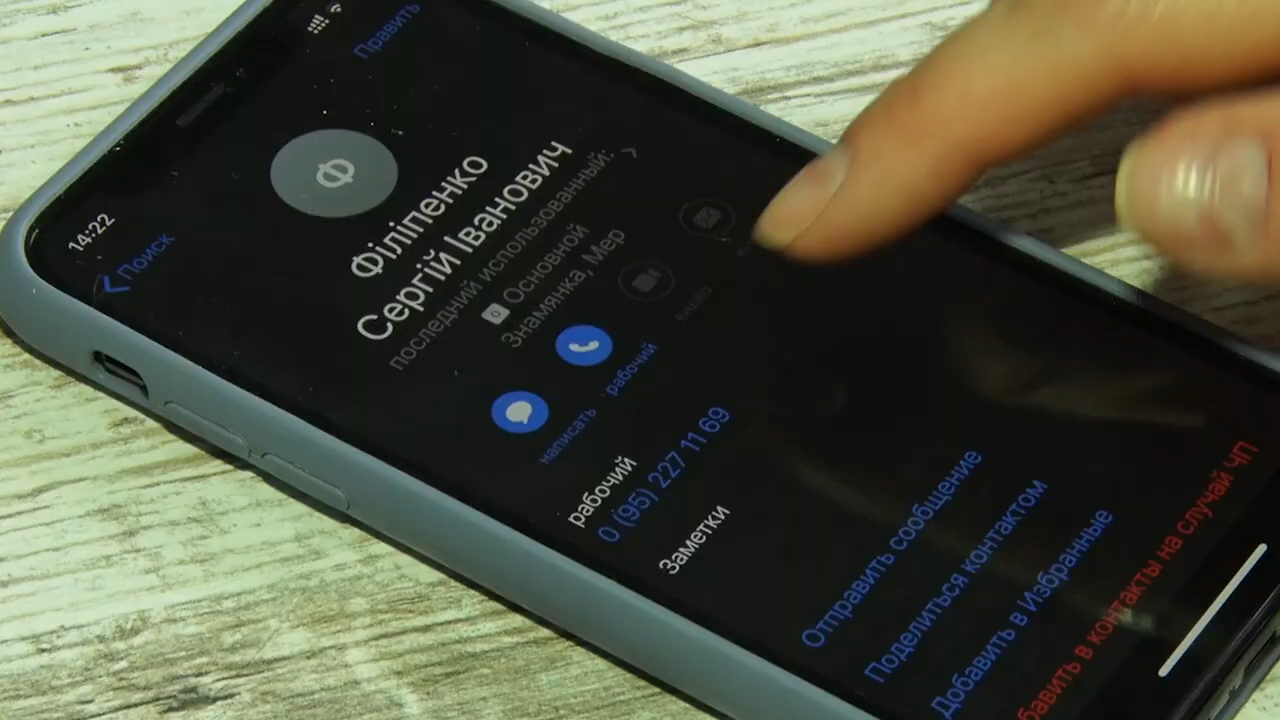 14:22
Поиск
Править
Ф
Філіпенко
Сергій Іванович
последний использованный:
Основной
Знамянка, Мер
написать
рабочий
видео
рабочий
0 (95) 227 11 69
Заметки
Отправить сообщение
Поделиться контактом
Добавить в Избранные
бавить в контакты на случай ЧП